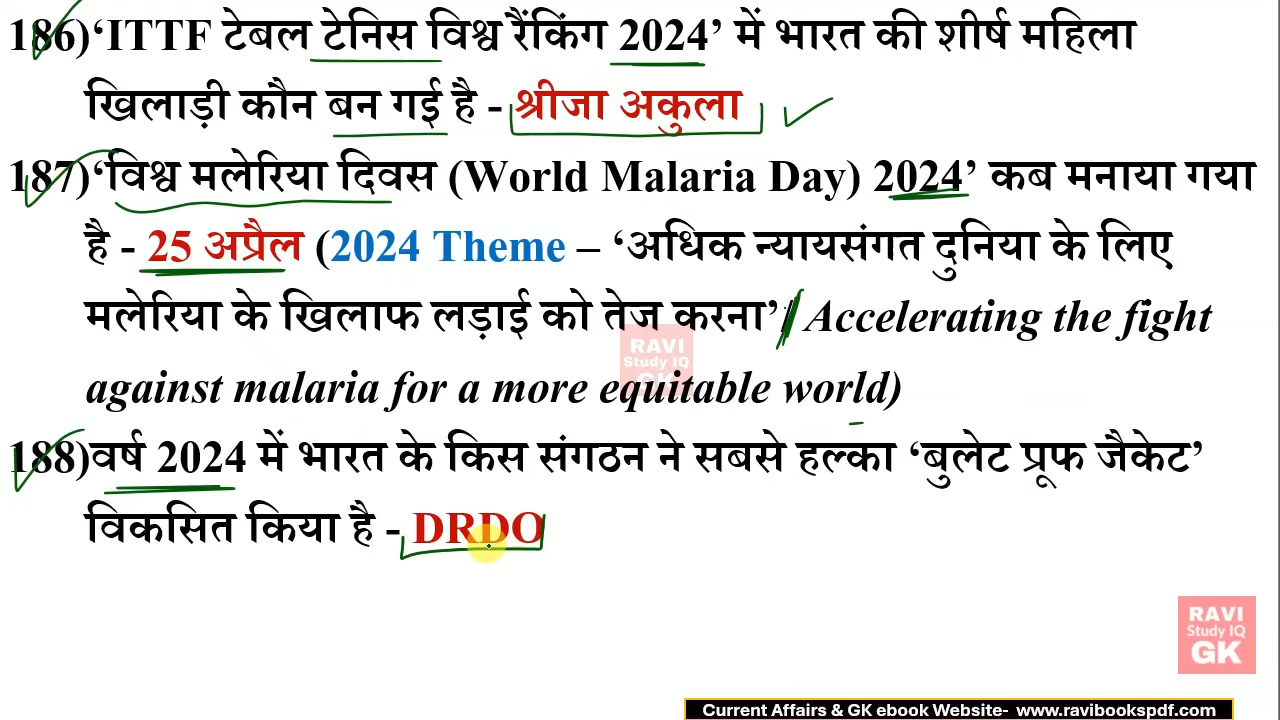 186)‘ITTF टेबल टेनिस विश्व रैंकिंग 2024’ में भारत की शीर्ष महिला
खिलाड़ी कौन बन गई है - श्रीजा अकुला
187)‘विश्व मलेरिया दिवस (World Malaria Day) 2024’ कब मनाया गया
है - 25 अप्रैल (2024 Theme – ‘अधिक न्यायसंगत दुनिया के लिए
मलेरिया के खिलाफ लड़ाई को तेज करना’/ Accelerating the fight
RAVI
Study IQ
GK
against malaria for a more equitable world)
188)वर्ष 2024 में भारत के किस संगठन ने सबसे हल्का ‘बुलेट प्रूफ जैकेट’
विकसित किया है - DRDO
RAVI
Study IQ
GK
Current Affairs & GK ebook Website- www.ravibookspdf.com